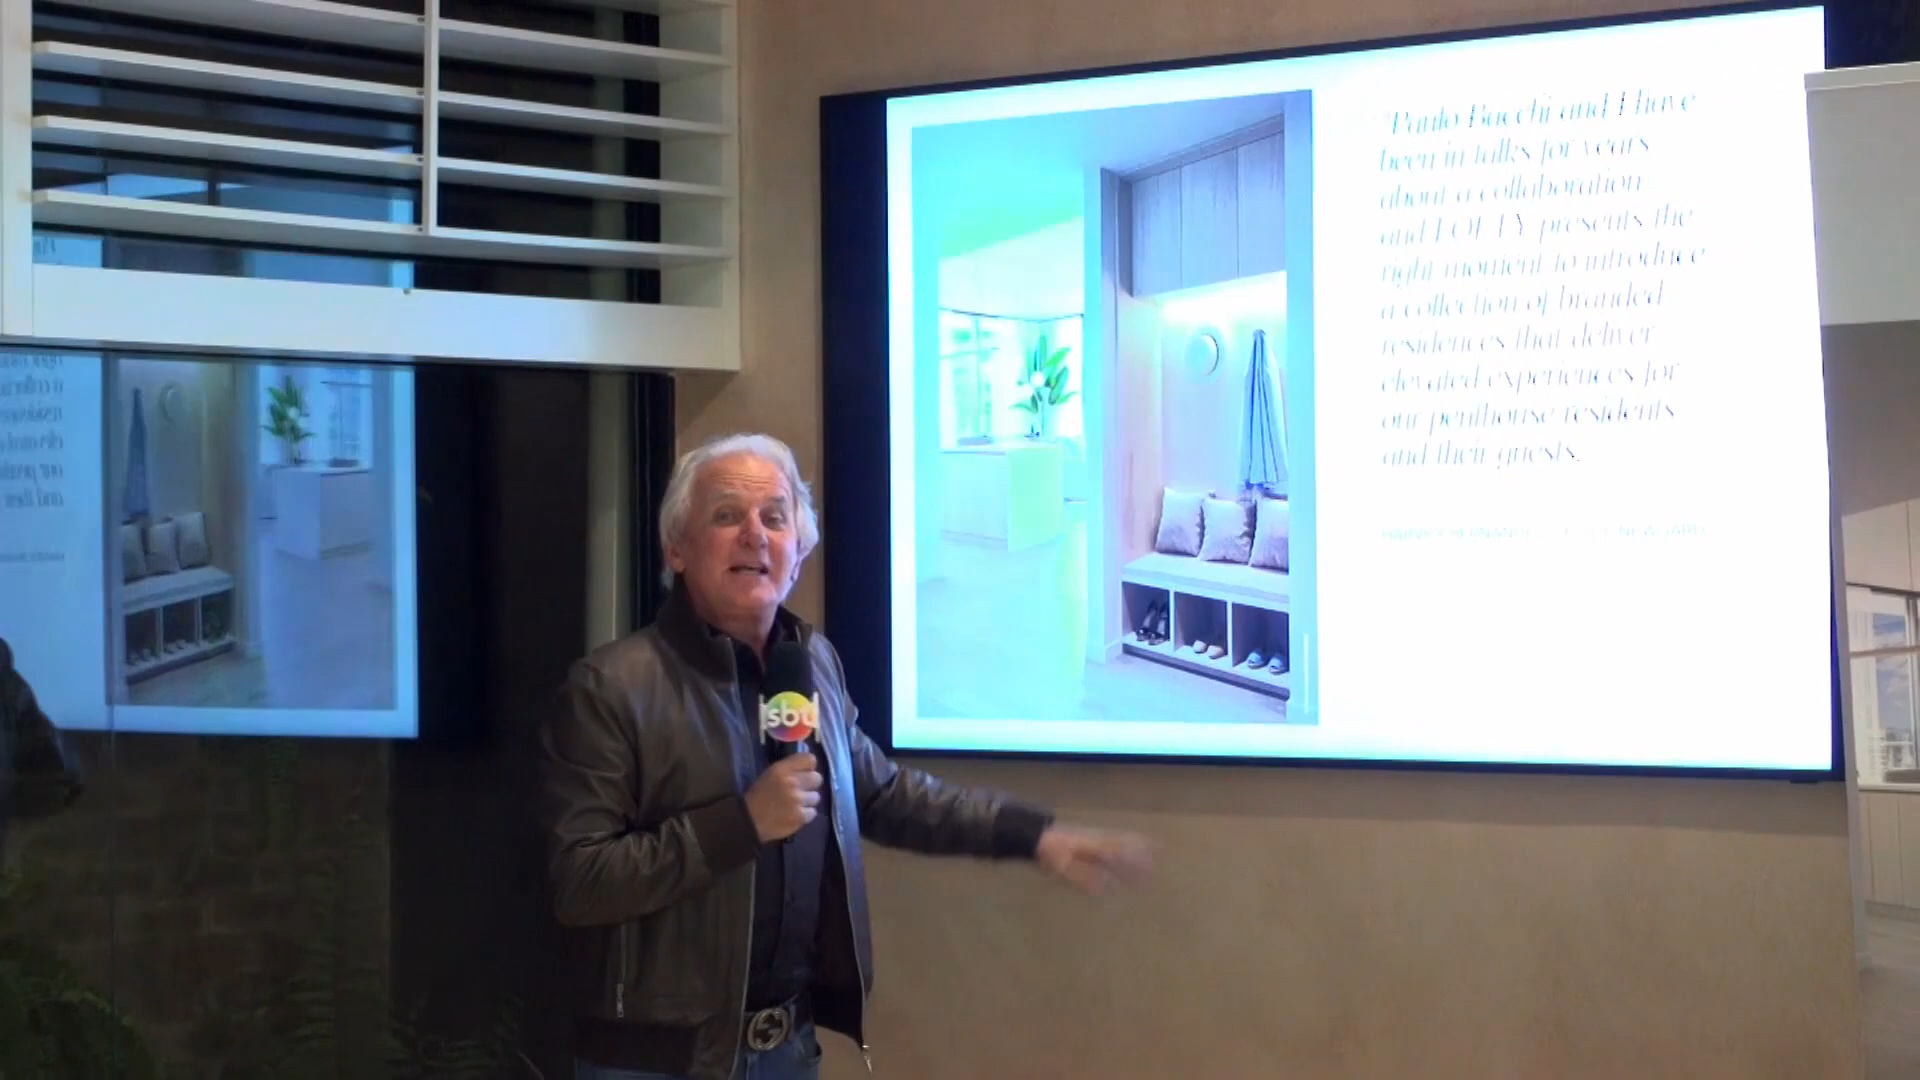 "Paulo Bacchi and I have
been in talks for years
about a collaboration
and LOFTY presents the
right moment to introduce
a collection of branded
residences that deliver
elevated experiences for
our penthouse residents
and their guests.
sbt